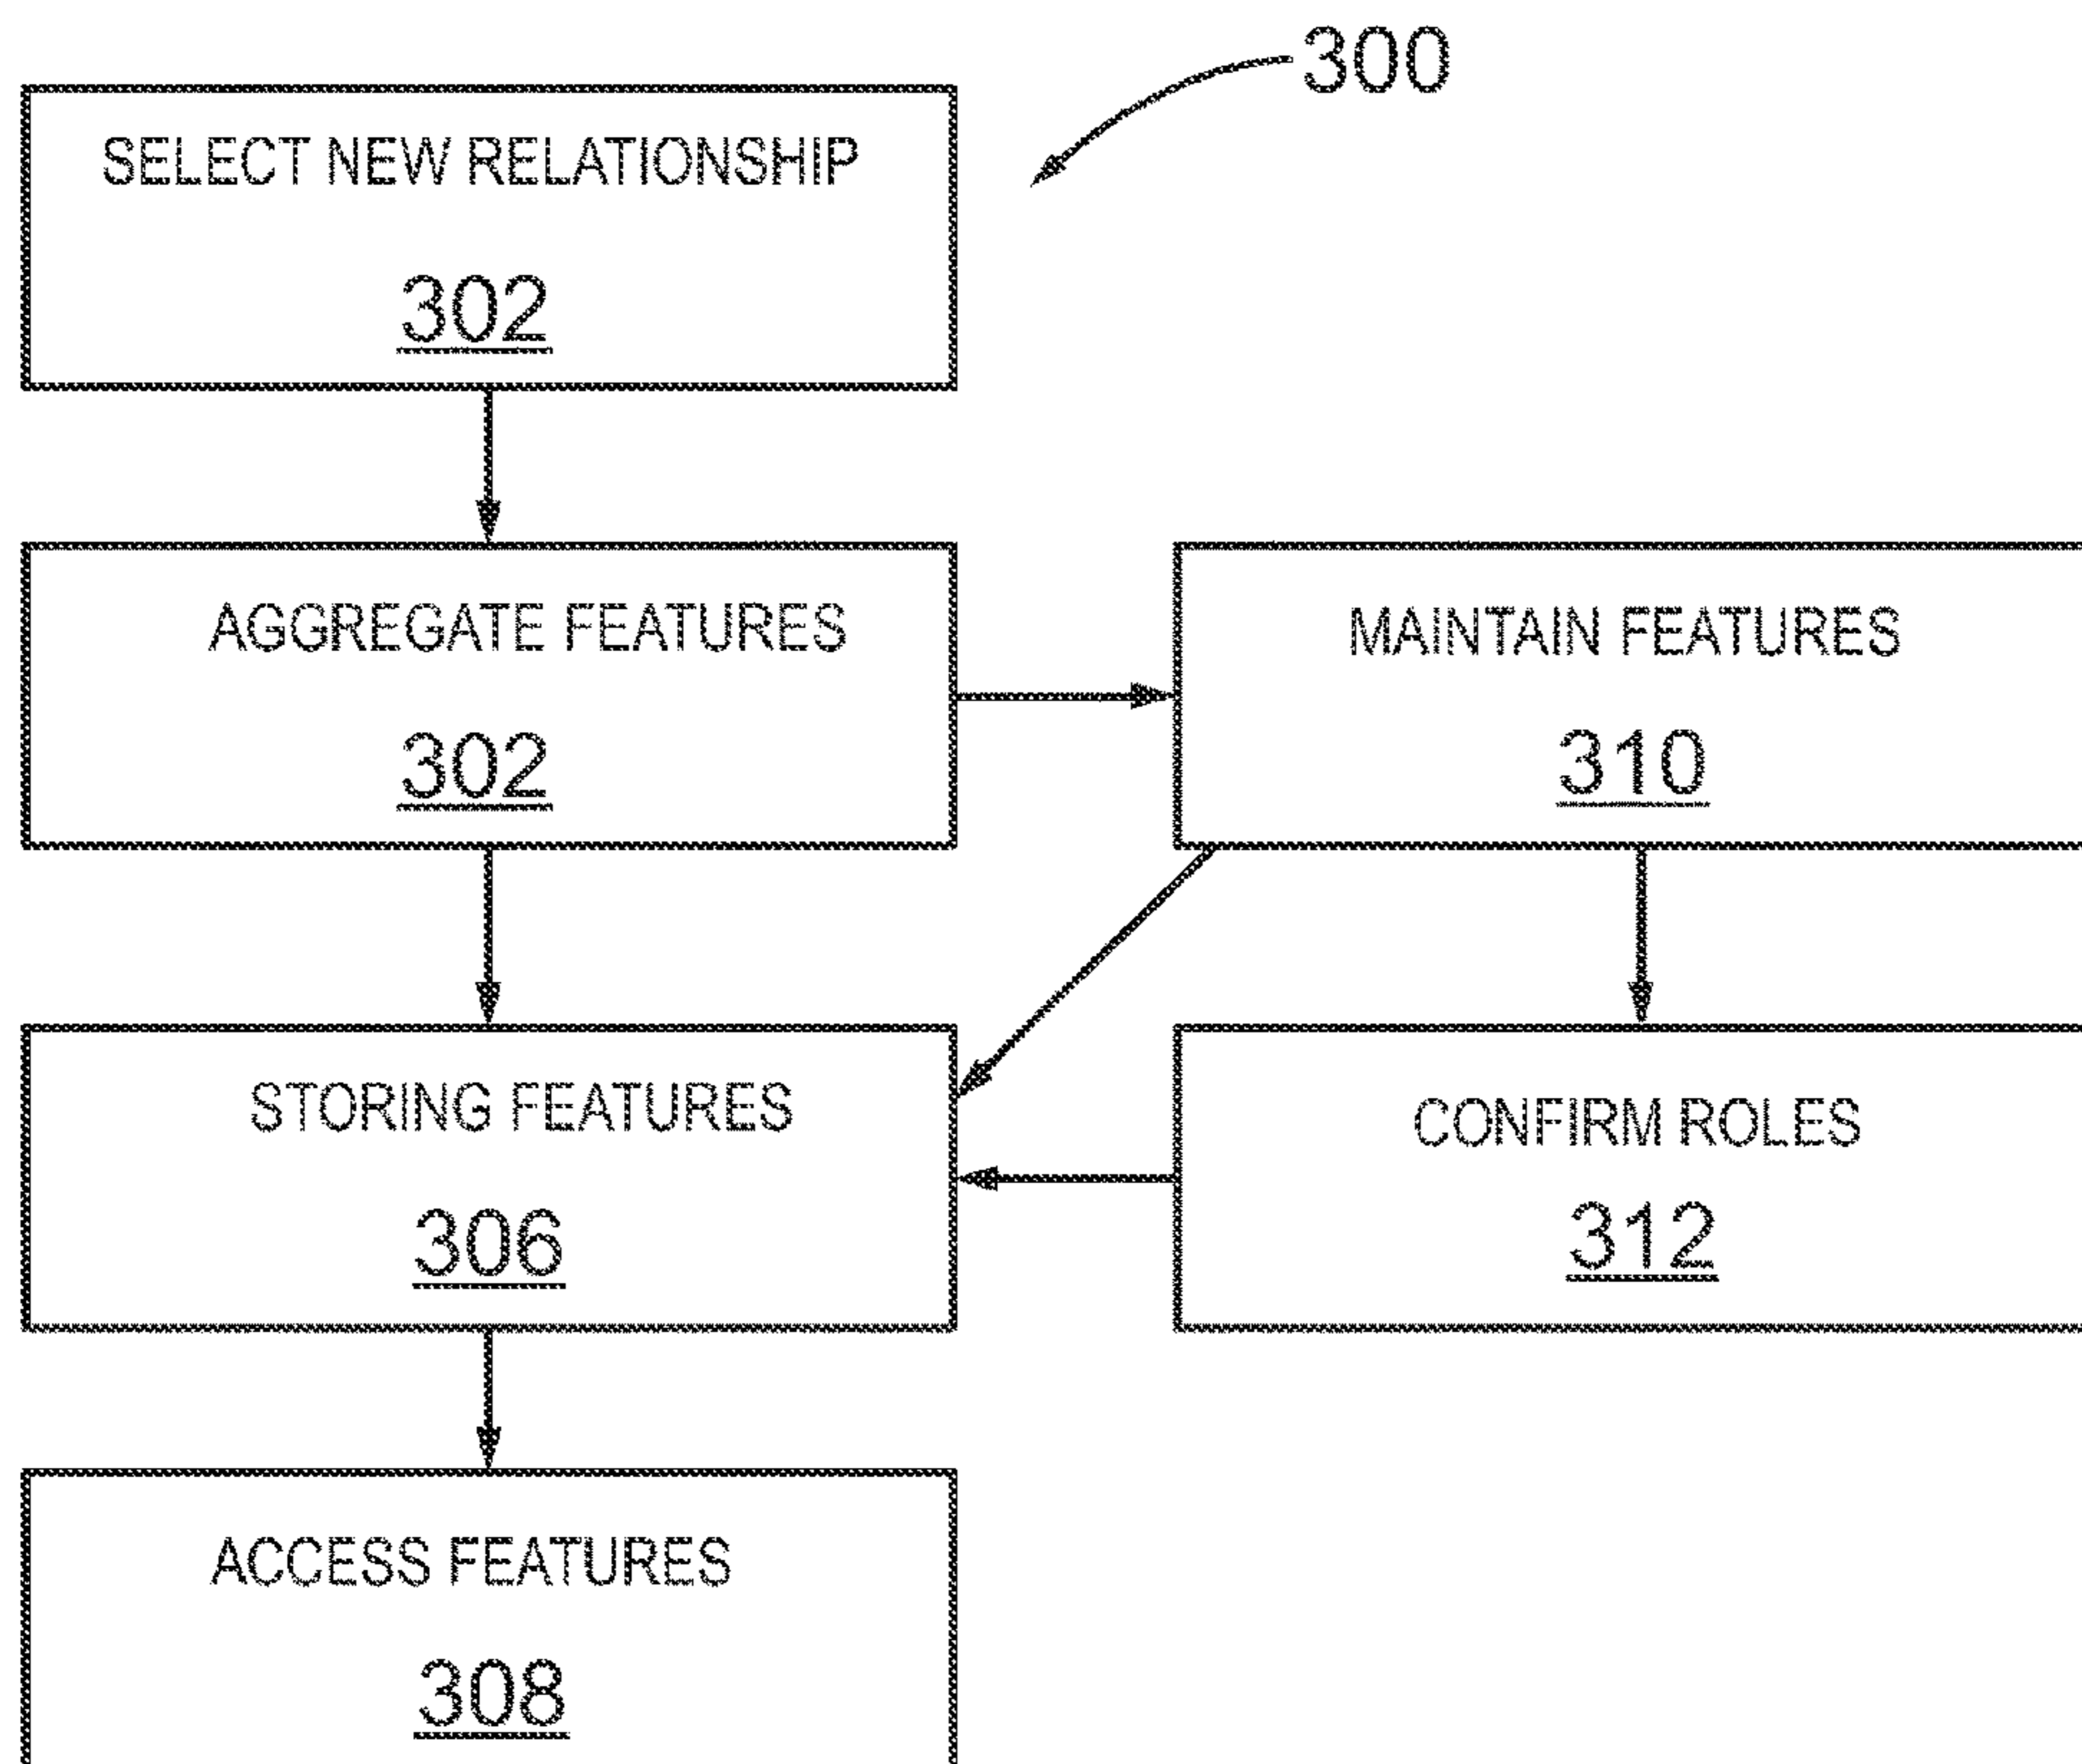 300
SELECT NEW RELATIONSHIP
302
AGGREGATE FEATURES
302
MAINTAIN FEATURES
310
STORING FEATURES
306
CONFIRM ROLES
312
ACCESS FEATURES
308